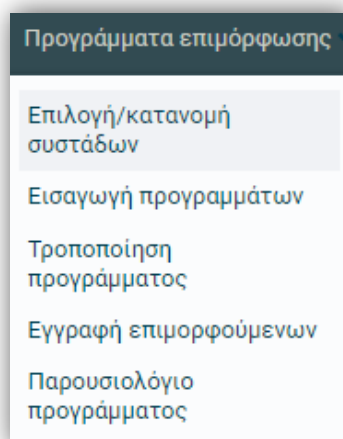 Προγράμματα επιμόρφωσης
Επιλογή/κατανομή
συστάδων
Εισαγωγή προγραμμάτων
Τροποποίηση
προγράμματος
Εγγραφή επιμορφούμενων
Παρουσιολόγιο
προγράμματος